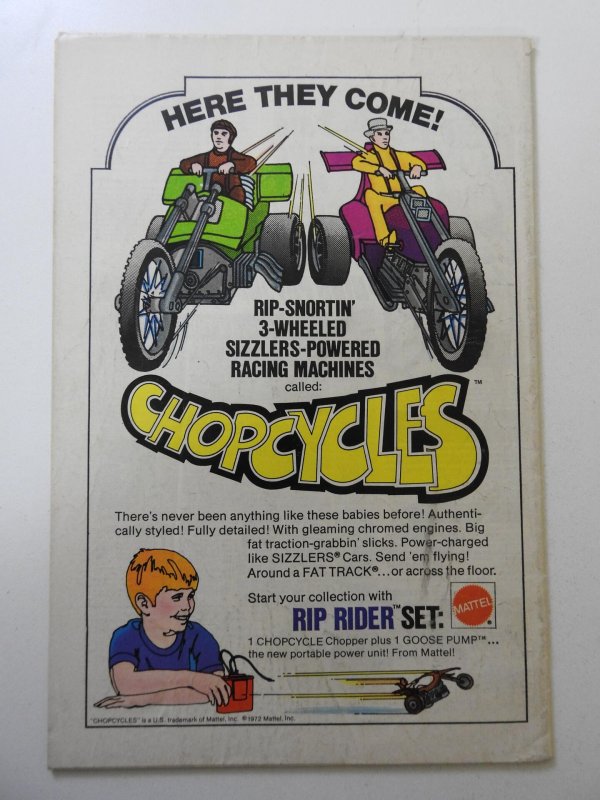 HERE THEY COME!
RIP-SNORTIN'
3-WHEELED
SIZZLERS-POWERED
RACING MACHINES
called:
CHOPCYCLES™
There's never been anything like these babies before! Authenti-
cally styled! Fully detailed! With gleaming chromed engines. Big
fat traction-grabbin' slicks. Power-charged
like SIZZLERS® Cars. Send 'em flying!
Around a FAT TRACK®...or across the floor.
Start your collection with
RIP RIDER™ SET:
MATTEL®
1 CHOPCYCLE Chopper plus 1 GOOSE PUMP™...
the new portable power unit! From Mattel!
"CHOPCYCLES" is a U.S. trademark of Mattel, Inc. ©1972 Mattel, Inc.